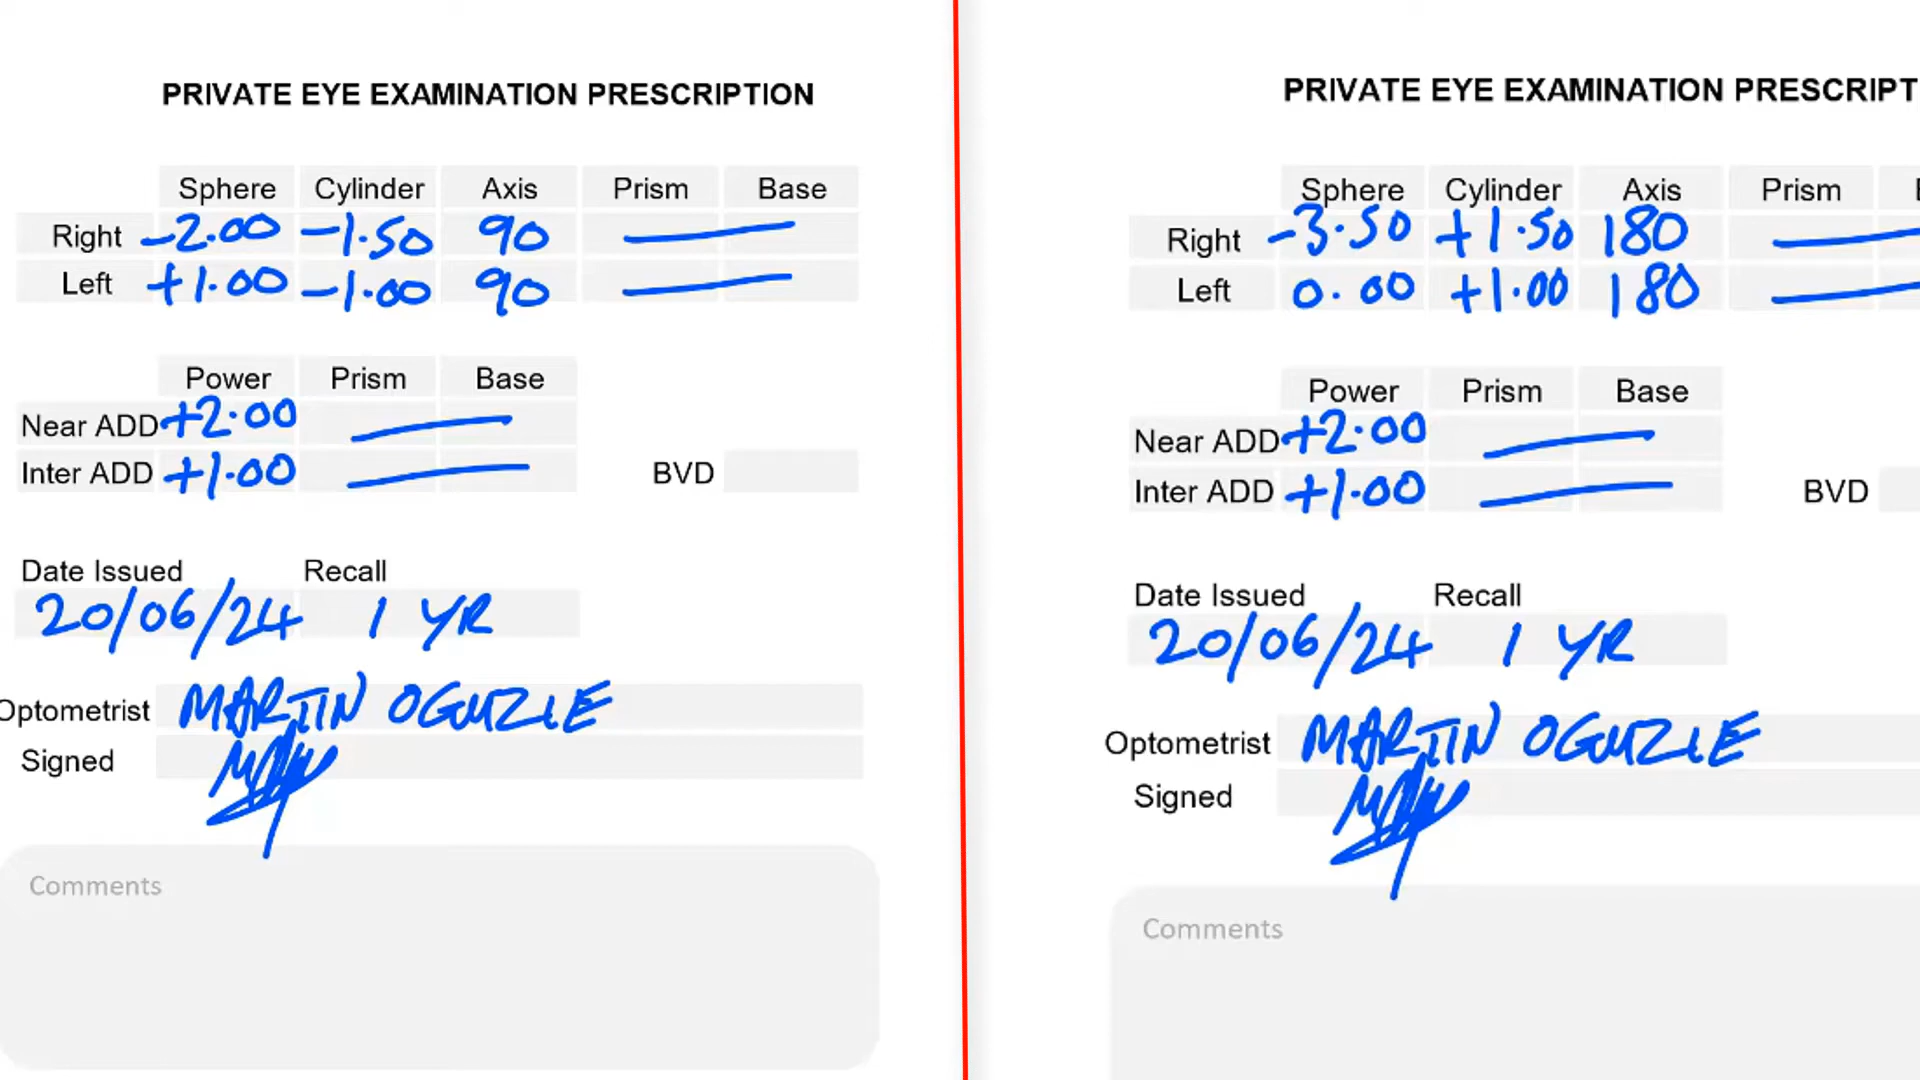 PRIVATE EYE EXAMINATION PRESCRIPTION
Sphere Cylinder Axis Prism Base
Right -2.00 -1.50 90
Left +1.00 -1.00 90
Power Prism Base
Near ADD +2.00
Inter ADD +1.00 BVD
Date Issued Recall
20/06/24 1 YR
Optometrist MARTIN OGUZIE
Signed
Comments
PRIVATE EYE EXAMINATION PRESCRIPT
Sphere Cylinder Axis Prism
Right -3.50 +1.50 180
Left 0.00 +1.00 180
Power Prism Base
Near ADD +2.00
Inter ADD +1.00 BVD
Date Issued Recall
20/06/24 1 YR
Optometrist MARTIN OGUZIE
Signed
Comments